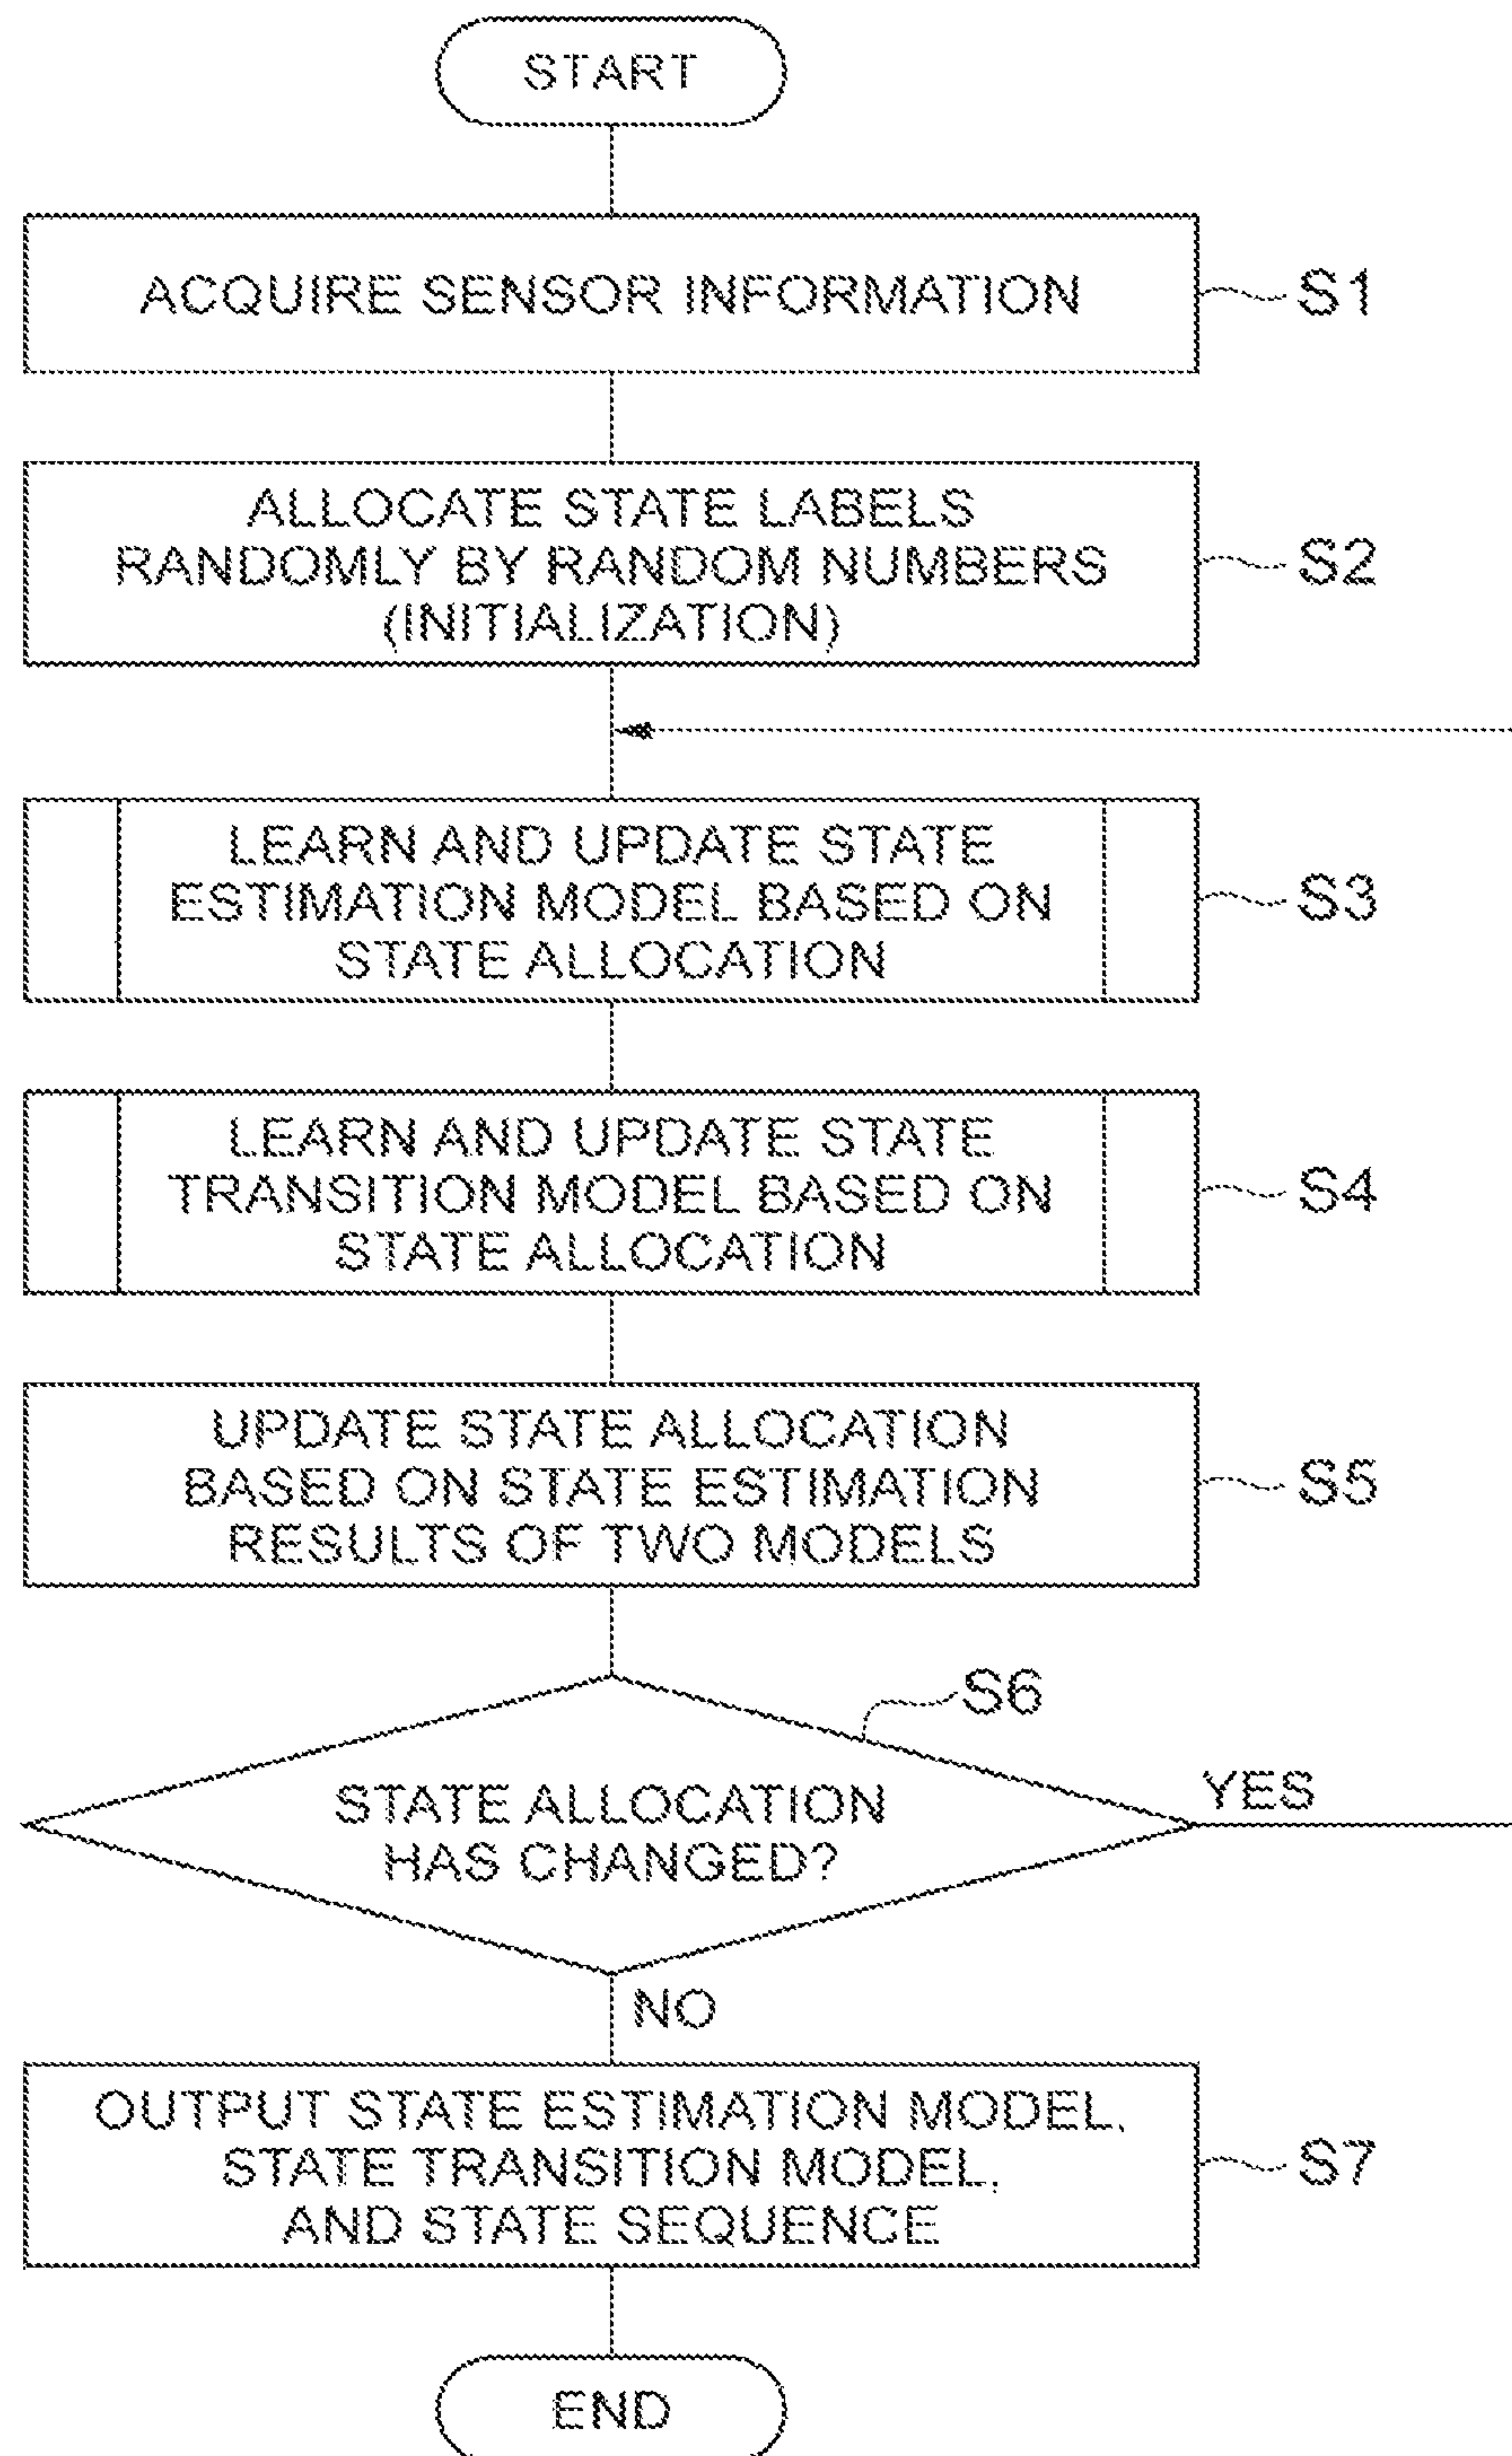 START
ACQUIRE SENSOR INFORMATION
S1
ALLOCATE STATE LABELS
RANDOMLY BY RANDOM NUMBERS
(INITIALIZATION)
S2
LEARN AND UPDATE STATE
ESTIMATION MODEL BASED ON
STATE ALLOCATION
S3
LEARN AND UPDATE STATE
TRANSITION MODEL BASED ON
STATE ALLOCATION
S4
UPDATE STATE ALLOCATION
BASED ON STATE ESTIMATION
RESULTS OF TWO MODELS
S5
S6
STATE ALLOCATION
HAS CHANGED?
YES
NO
OUTPUT STATE ESTIMATION MODEL,
STATE TRANSITION MODEL,
AND STATE SEQUENCE
S7
END